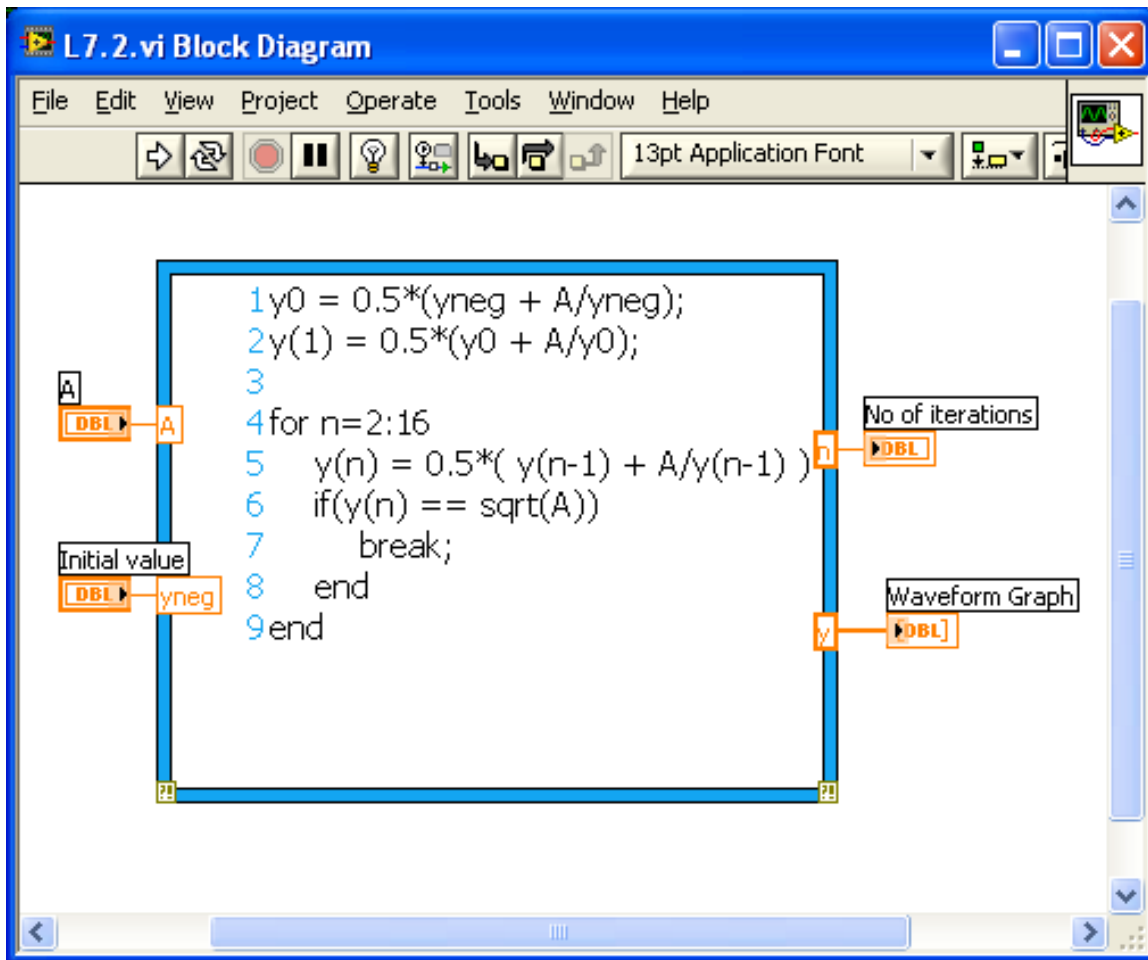 L7.2.vi Block Diagram
File Edit View Project Operate Tools Window Help
13pt Application Font
1 y0 = 0.5*(yneg + A/yneg);
2 y(1) = 0.5*(y0 + A/y0);
3
A
DBL
A
4 for n=2:16
No of iterations
n
DBL
5 y(n) = 0.5*( y(n-1) + A/y(n-1) )
6 if(y(n) == sqrt(A))
7 break;
Initial value
DBL
yneg
8 end
Waveform Graph
9 end
y
[DBL]
?!
?!